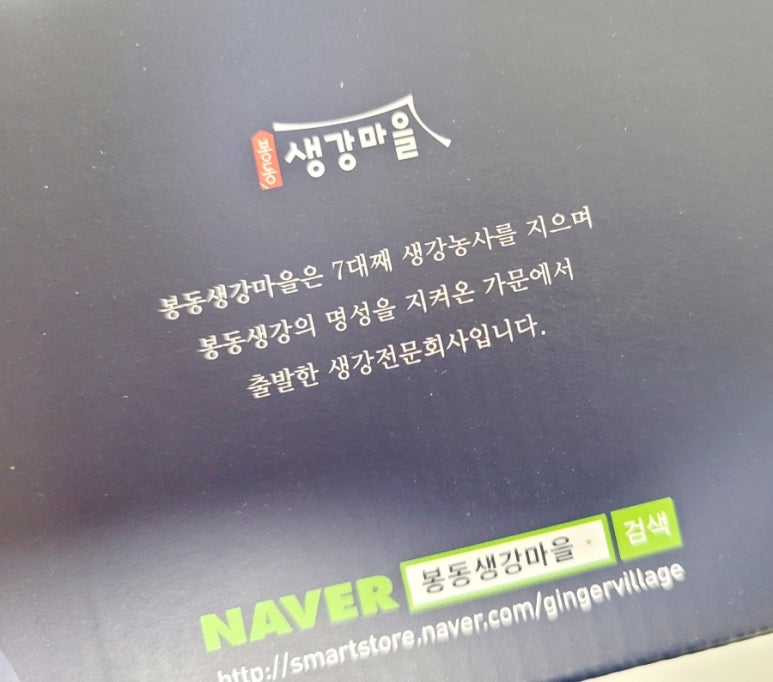 봉동 생강마을
봉동생강마을은 7대째 생강농사를 지으며
봉동생강의 명성을 지켜온 가문에서
출발한 생강전문회사입니다.
NAVER 봉동생강마을 검색
http://smartstore.naver.com/gingervillage